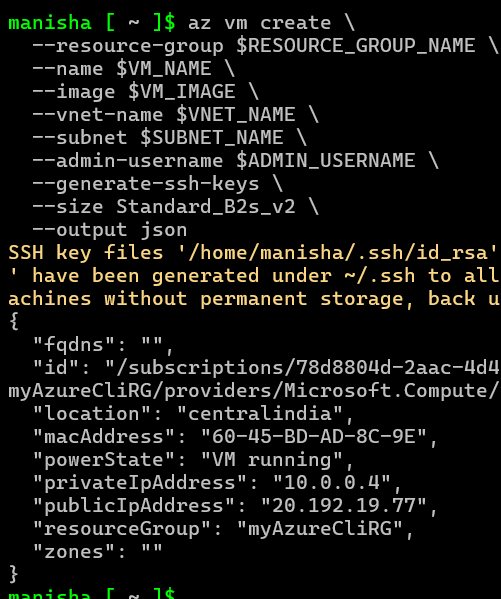 manisha [ ~ ]$ az vm create \
--resource-group $RESOURCE_GROUP_NAME \
--name $VM_NAME \
--image $VM_IMAGE \
--vnet-name $VNET_NAME \
--subnet $SUBNET_NAME \
--admin-username $ADMIN_USERNAME \
--generate-ssh-keys \
--size Standard_B2s_v2 \
--output json
SSH key files '/home/manisha/.ssh/id_rsa'
' have been generated under ~/.ssh to all
achines without permanent storage, back u
{
"fqdns": "",
"id": "/subscriptions/78d8804d-2aac-4d4
myAzureCliRG/providers/Microsoft.Compute/
"location": "centralindia",
"macAddress": "60-45-BD-AD-8C-9E",
"powerState": "VM running",
"privateIpAddress": "10.0.0.4",
"publicIpAddress": "20.192.19.77",
"resourceGroup": "myAzureCliRG",
"zones": ""
}
manisha [ ~ ]$